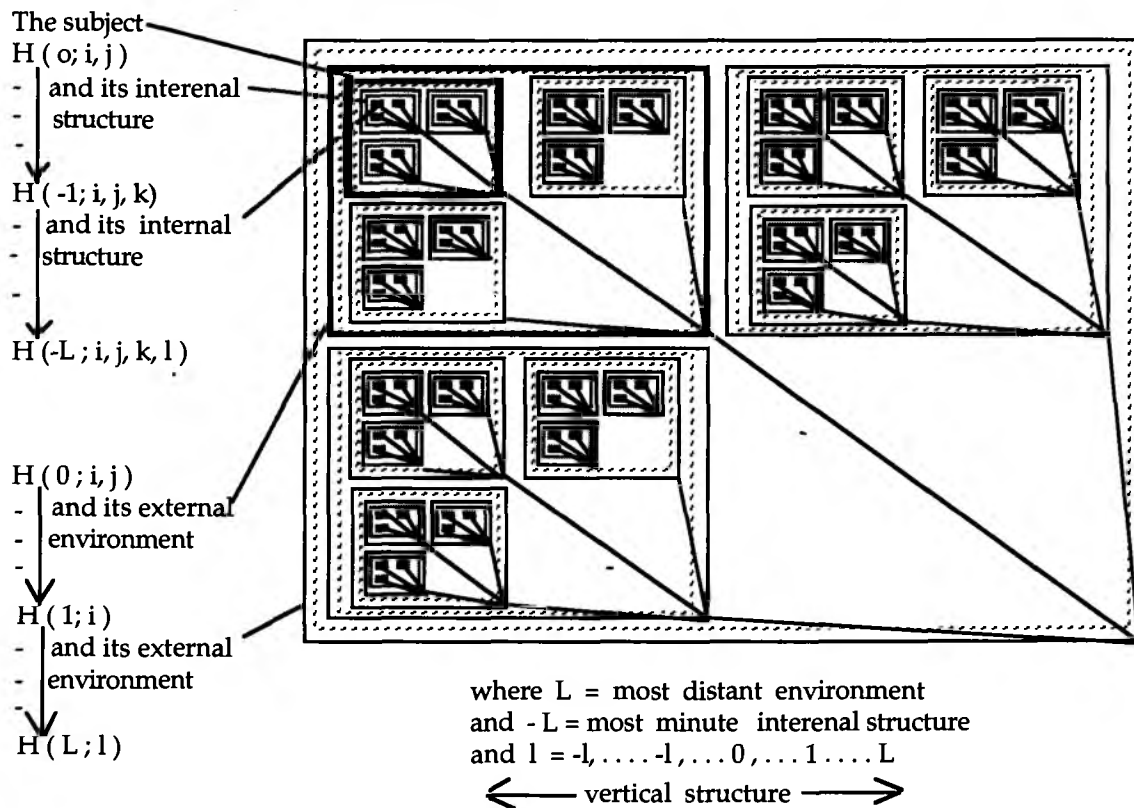 The subject
H ( o; i, j )
- and its interenal
- structure
-
H ( -1; i, j, k )
- and its internal
- structure
-
H (-L ; i, j, k, l )
H ( 0 ; i, j )
- and its external
- environment
-
H ( 1; i )
- and its external
- environment
-
H ( L ; l )
where L = most distant environment
and - L = most minute interenal structure
and l = -l, . . . . -l , . . . 0 , . . . 1 . . . . L
vertical structure